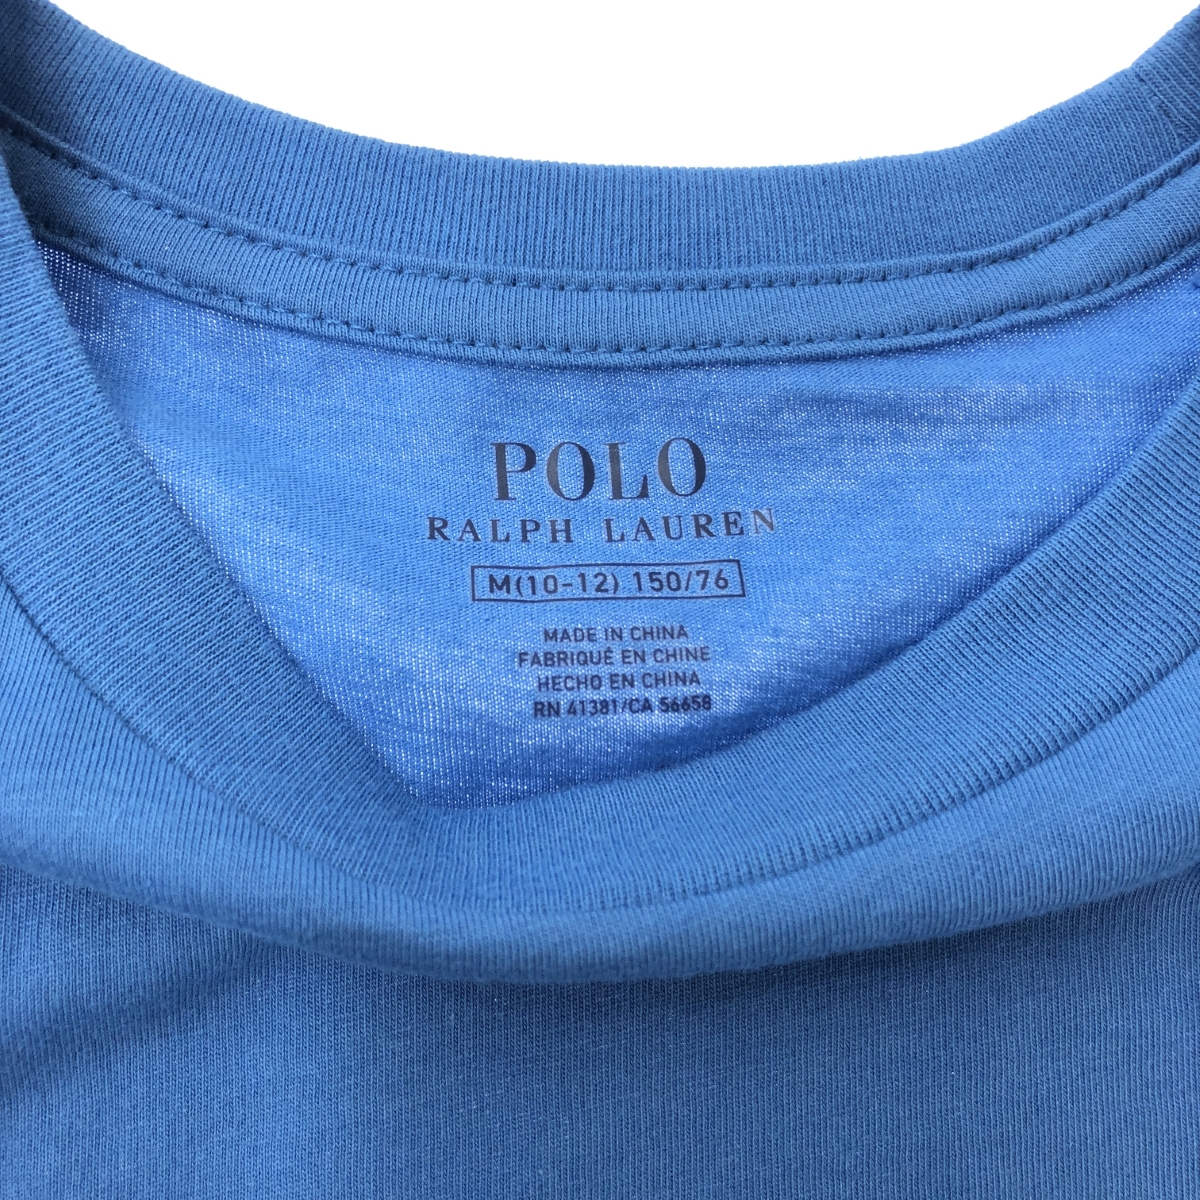 POLO
RALPH LAUREN
M(10-12) 150/76
MADE IN CHINA
FABRIQUÉ EN CHINE
HECHO EN CHINA
RN 41381/CA 56658